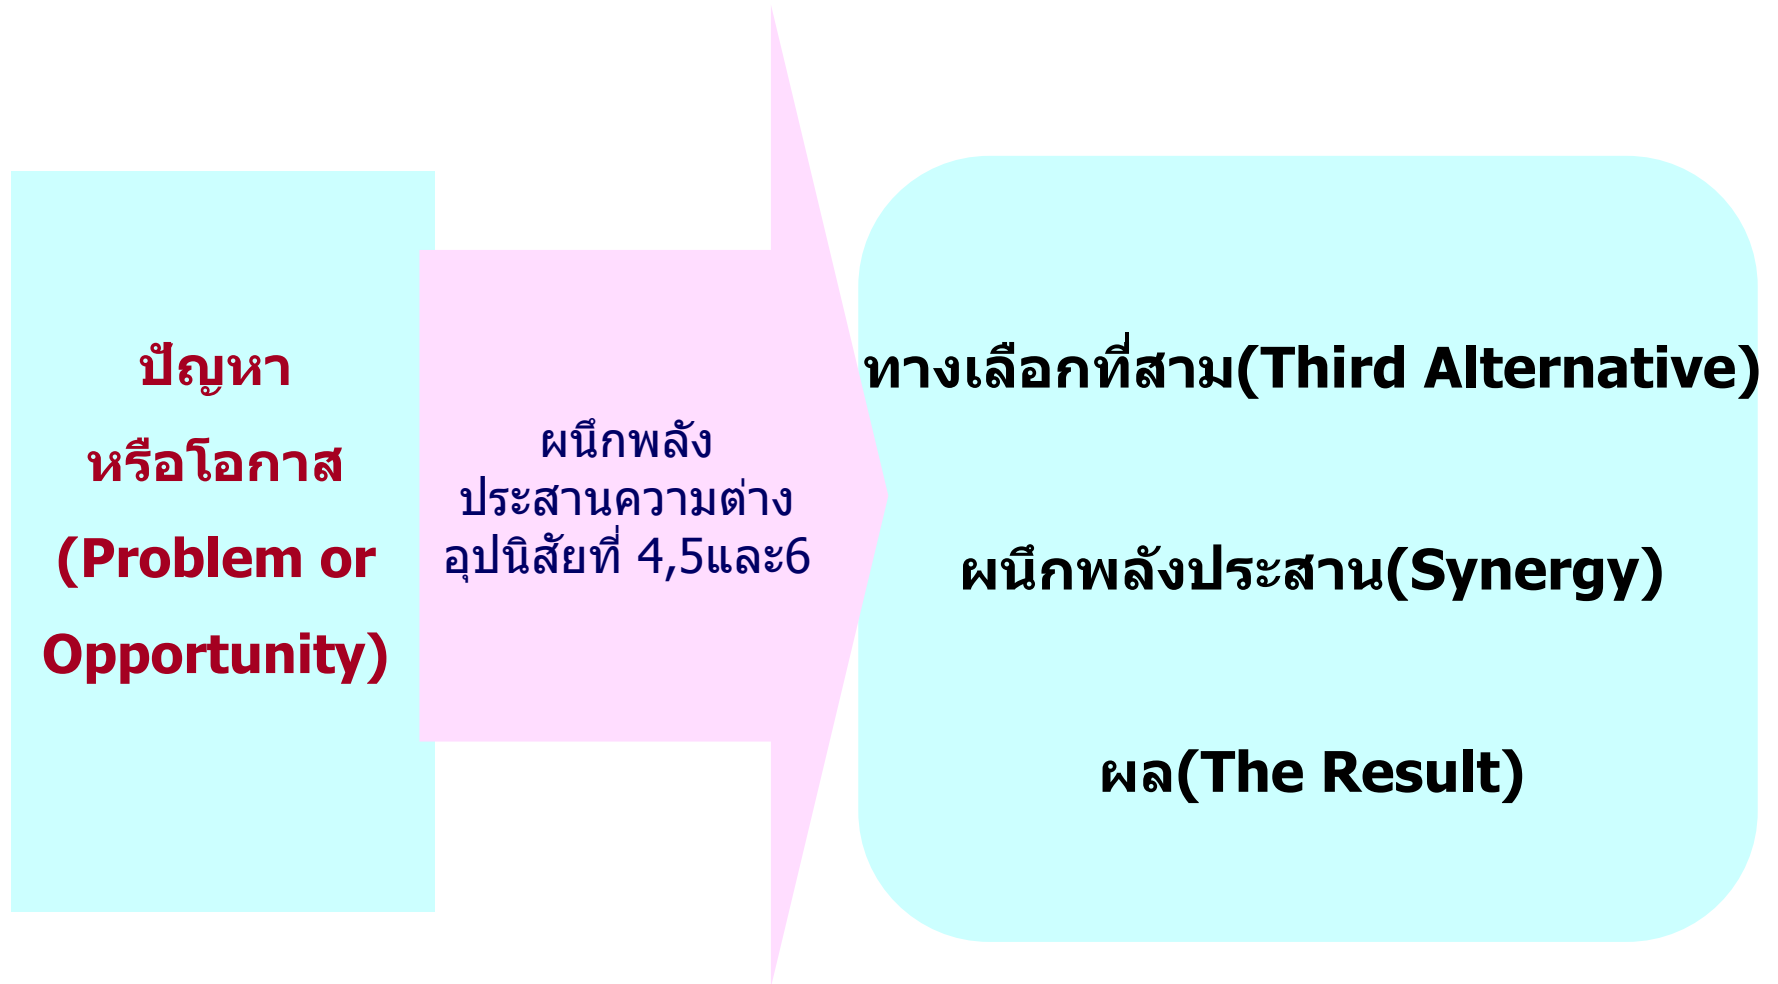 ปัญหา
หรือโอกาส
(Problem or
Opportunity)
ผนึกพลัง
ประสานความต่าง
อุปนิสัยที่ 4,5และ6
ทางเลือกที่สาม(Third Alternative)
ผนึกพลังประสาน(Synergy)
ผล(The Result)